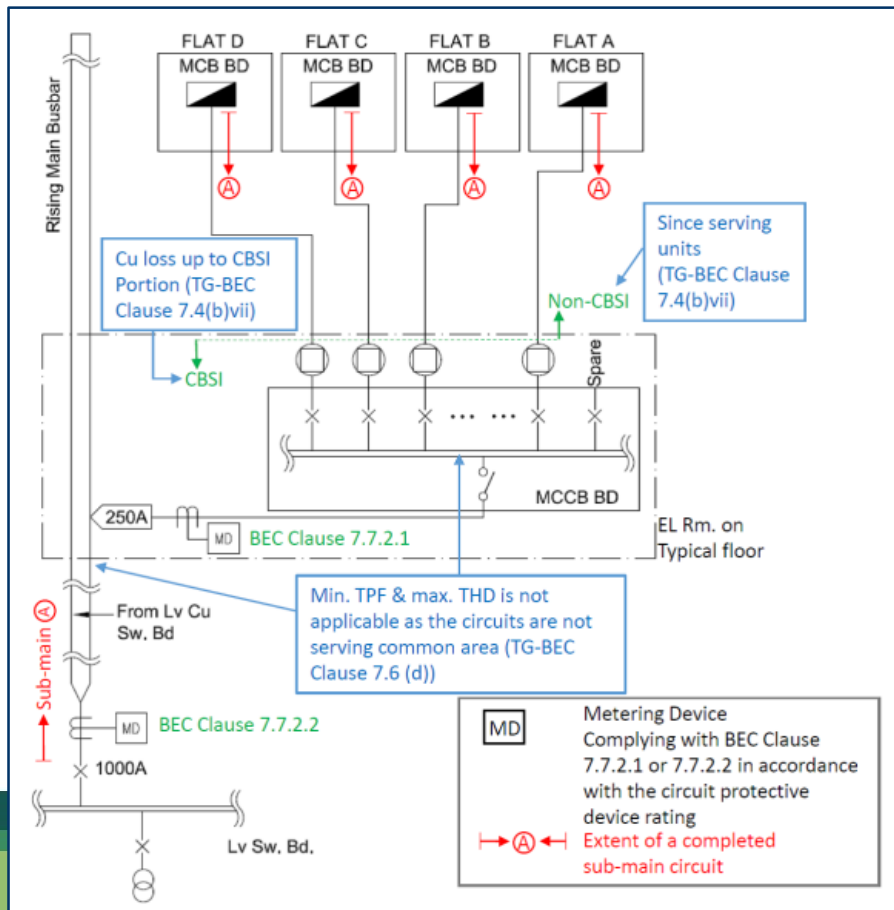 FLAT D
MCB BD
FLAT C
MCB BD
FLAT B
MCB BD
FLAT A
MCB BD
Rising Main Busbar
Ⓐ
Ⓐ
Ⓐ
Ⓐ
Cu loss up to CBSI
Portion (TG-BEC
Clause 7.4(b)vii)
Since serving
units
(TG-BEC Clause
7.4(b)vii)
Non-CBSI
CBSI
Spare
MCCB BD
250A
MD
BEC Clause 7.7.2.1
EL Rm. on
Typical floor
Min. TPF & max. THD is not
applicable as the circuits are not
serving common area (TG-BEC
Clause 7.6 (d))
From Lv Cu
Sw, Bd
Sub-main Ⓐ
MD
BEC Clause 7.7.2.2
1000A
Lv Sw, Bd,
MD
Metering Device
Complying with BEC Clause
7.7.2.1 or 7.7.2.2 in accordance
with the circuit protective
device rating
Ⓐ
Extent of a completed
sub-main circuit